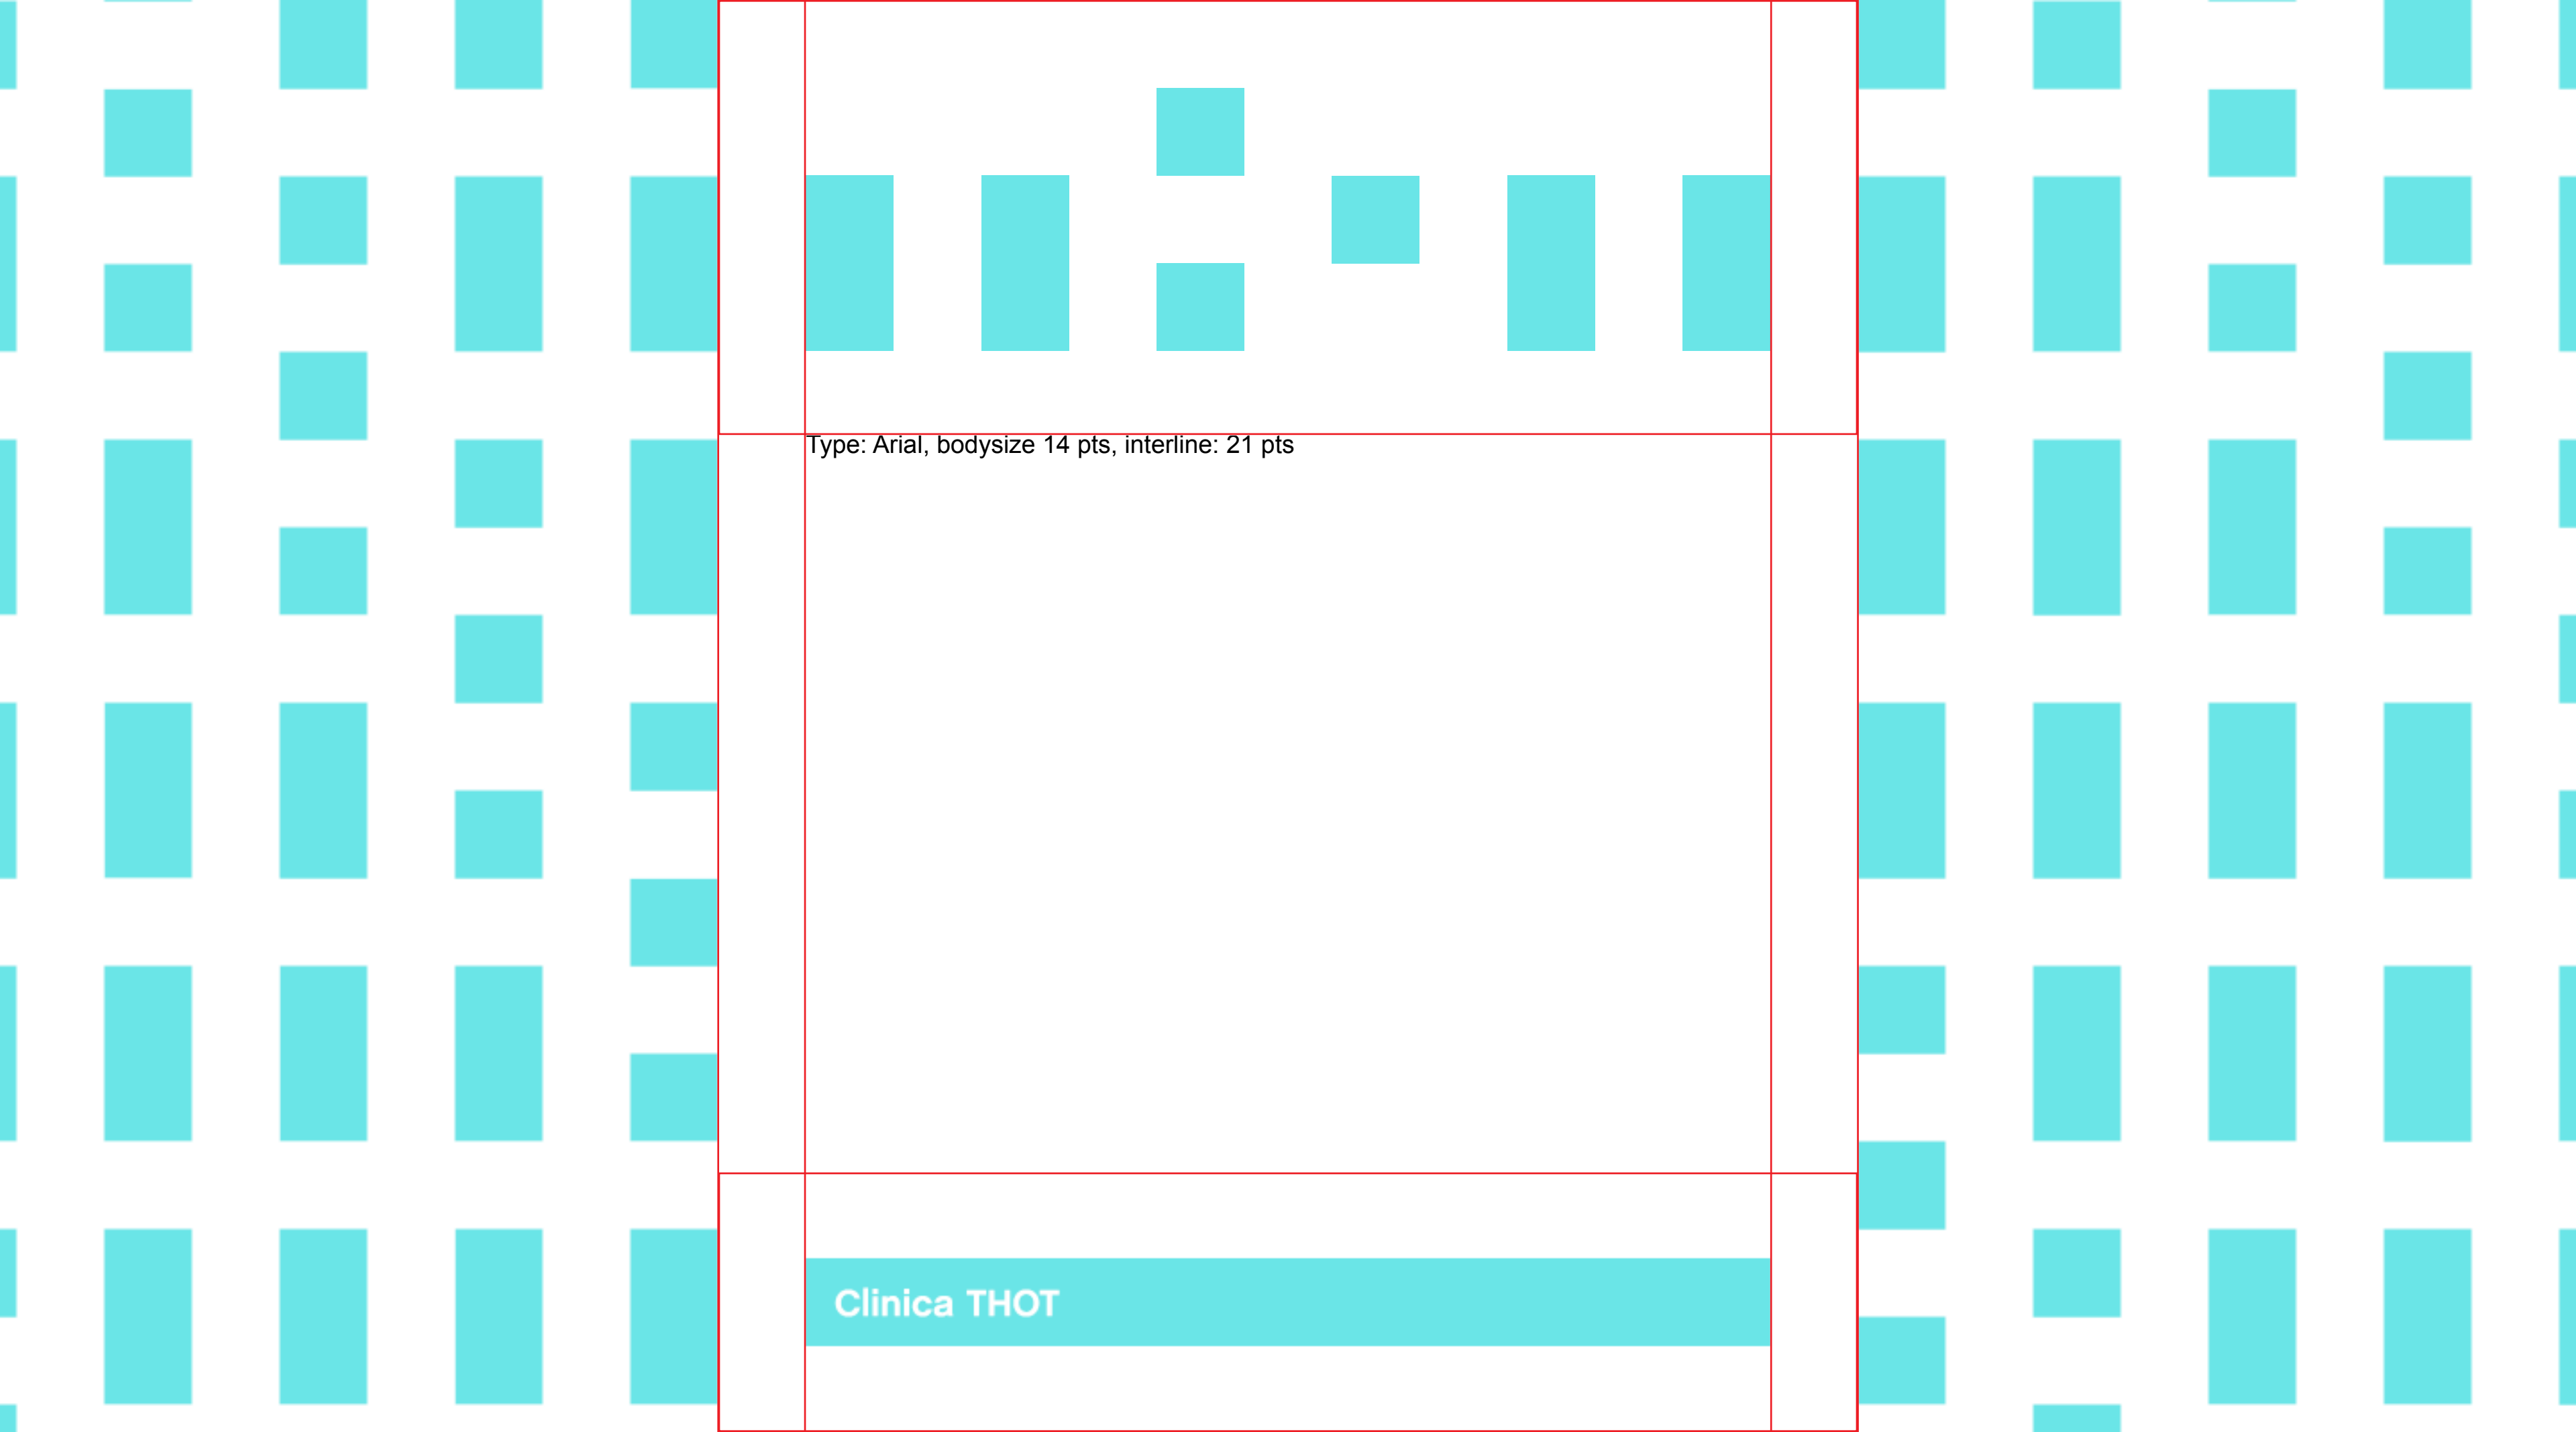 Type: Arial, bodysize 14 pts, interline: 21 pts
Clinica THOT